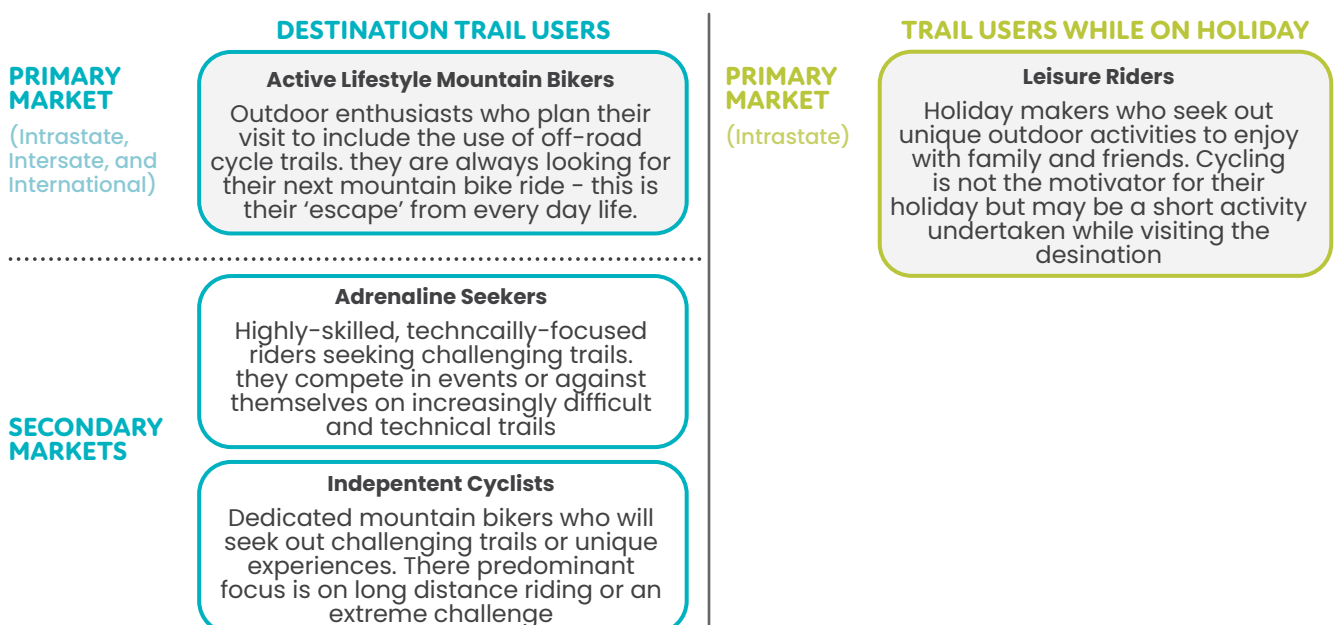 DESTINATION TRAIL USERS
PRIMARY
MARKET
(Intrastate,
Intersate, and
International)
Active Lifestyle Mountain Bikers
Outdoor enthusiasts who plan their
visit to include the use of off-road
cycle trails. they are always looking for
their next mountain bike ride - this is
their ‘escape’ from every day life.
SECONDARY
MARKETS
Adrenaline Seekers
Highly-skilled, techncailly-focused
riders seeking challenging trails.
they compete in events or against
themselves on increasingly difficult
and technical trails
Indepentent Cyclists
Dedicated mountain bikers who will
seek out challenging trails or unique
experiences. There predominant
focus is on long distance riding or an
extreme challenge
TRAIL USERS WHILE ON HOLIDAY
PRIMARY
MARKET
(Intrastate)
Leisure Riders
Holiday makers who seek out
unique outdoor activities to enjoy
with family and friends. Cycling
is not the motivator for their
holiday but may be a short activity
undertaken while visiting the
desination